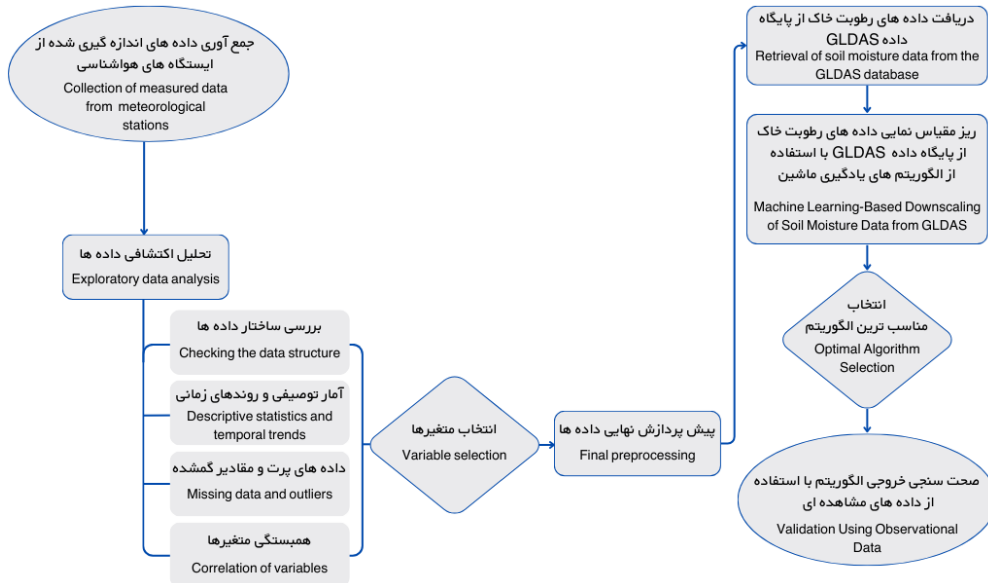 جمع آوری داده های اندازه گیری شده از
ایستگاه های هواشناسی
Collection of measured data
from meteorological
stations
تحلیل اکتشافی داده ها
Exploratory data analysis
بررسی ساختار داده ها
Checking the data structure
آمار توصیفی و روندهای زمانی
Descriptive statistics and
temporal trends
داده های پرت و مقادیر گمشده
Missing data and outliers
همبستگی متغیرها
Correlation of variables
انتخاب متغیرها
Variable selection
پیش پردازش نهایی داده ها
Final preprocessing
دریافت داده های رطوبت خاک از پایگاه
داده GLDAS
Retrieval of soil moisture data from the
GLDAS database
ریز مقیاس نمایی داده های رطوبت خاک
از پایگاه داده GLDAS با استفاده
از الگوریتم های یادگیری ماشین
Machine Learning-Based Downscaling
of Soil Moisture Data from GLDAS
انتخاب
مناسب ترین الگوریتم
Optimal Algorithm
Selection
صحت سنجی خروجی الگوریتم با استفاده
از داده های مشاهده ای
Validation Using Observational
Data